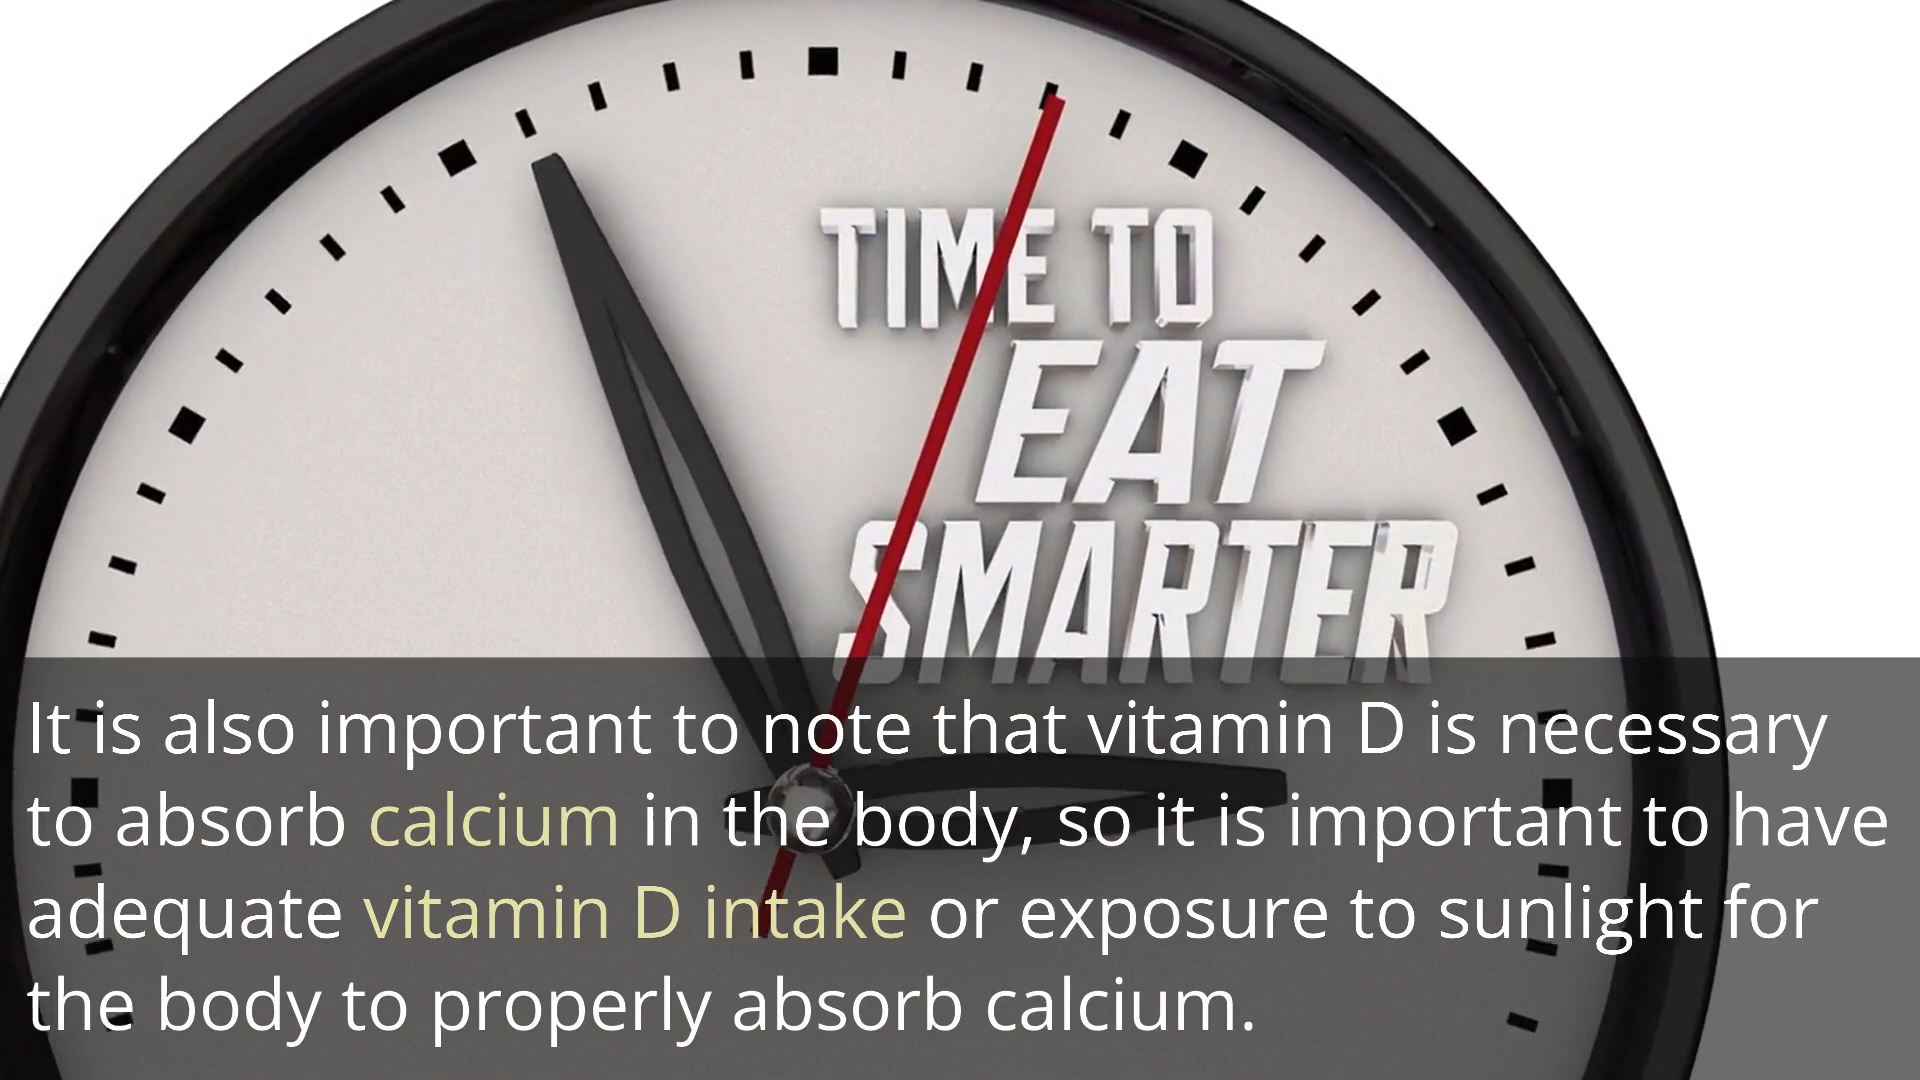 TIME TO
EAT
SMARTER
It is also important to note that vitamin D is necessary
to absorb calcium in the body, so it is important to have
adequate vitamin D intake or exposure to sunlight for
the body to properly absorb calcium.